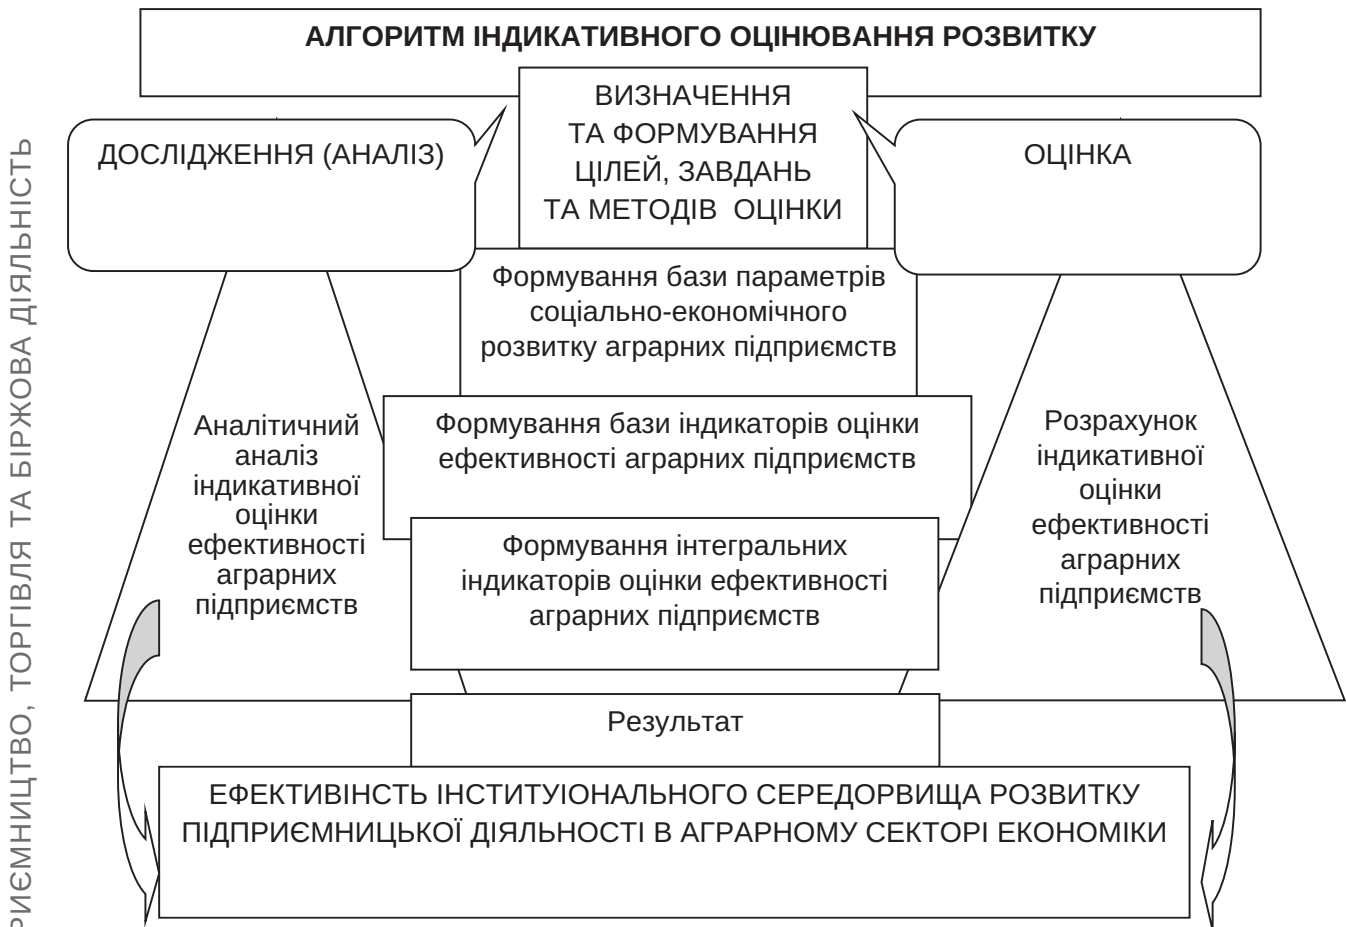 АЛГОРИТМ ІНДИКАТИВНОГО ОЦІНЮВАННЯ РОЗВИТКУ
ВИЗНАЧЕННЯ
ТА ФОРМУВАННЯ
ЦІЛЕЙ, ЗАВДАНЬ
ТА МЕТОДІВ ОЦІНКИ
ДОСЛІДЖЕННЯ (АНАЛІЗ)
ОЦІНКА
Формування бази параметрів
соціально-економічного
розвитку аграрних підприємств
Формування бази індикаторів оцінки
ефективності аграрних підприємств
Аналітичний
аналіз
індикативної
оцінки
ефективності
аграрних
підприємств
Розрахунок
індикативної
оцінки
ефективності
аграрних
підприємств
Формування інтегральних
індикаторів оцінки ефективності
аграрних підприємств
Результат
ЕФЕКТИВІНСТЬ ІНСТИТУІОНАЛЬНОГО СЕРЕДОРВИЩА РОЗВИТКУ
ПІДПРИЄМНИЦЬКОЇ ДІЯЛЬНОСТІ В АГРАРНОМУ СЕКТОРІ ЕКОНОМІКИ
РИЄМНИЦТВО, ТОРГІВЛЯ ТА БІРЖОВА ДІЯЛЬНІСТЬ